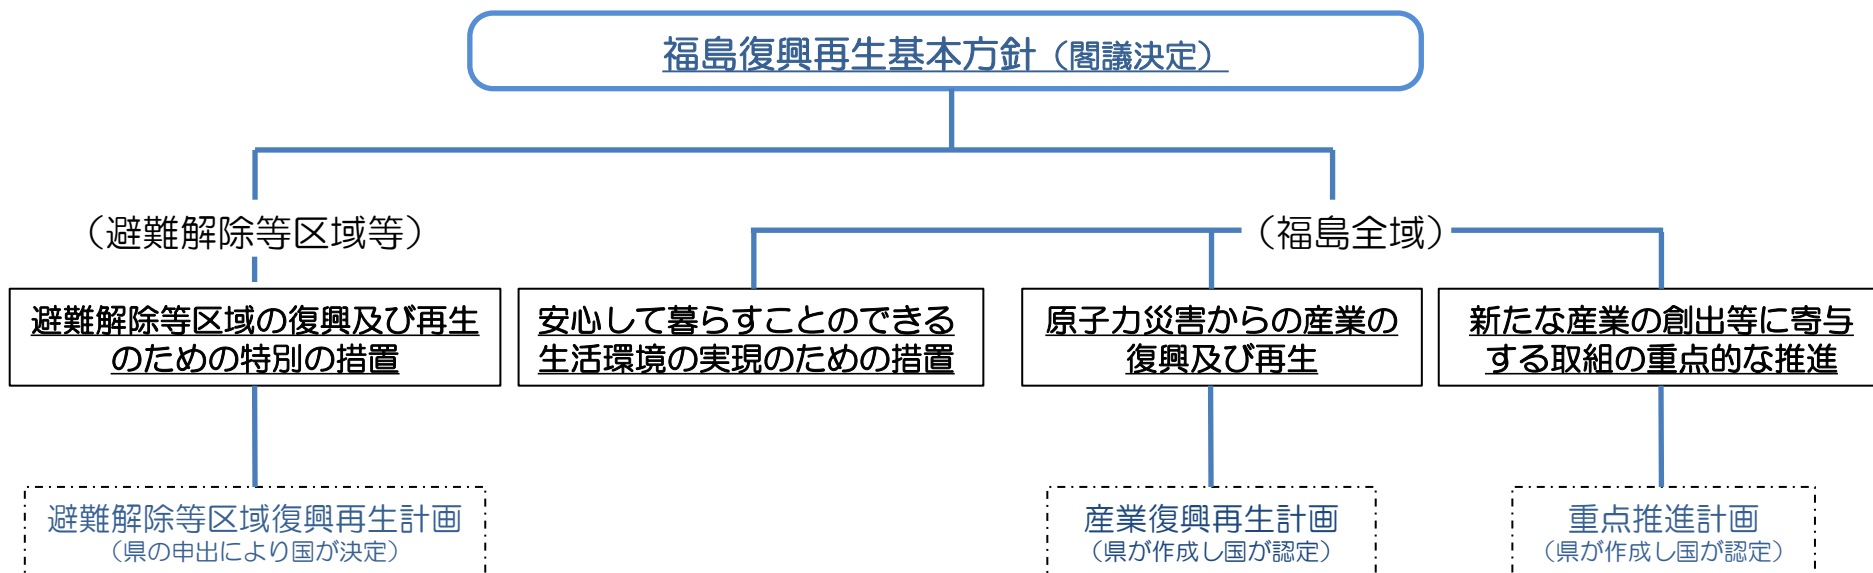 福島復興再生基本方針（閣議決定）
（避難解除等区域等）
（福島全域）
避難解除等区域の復興及び再生
のための特別の措置
安心して暮らすことのできる
生活環境の実現のための措置
原子力災害からの産業の
復興及び再生
新たな産業の創出等に寄与
する取組の重点的な推進
避難解除等区域復興再生計画
（県の申出により国が決定）
産業復興再生計画
（県が作成し国が認定）
重点推進計画
（県が作成し国が認定）